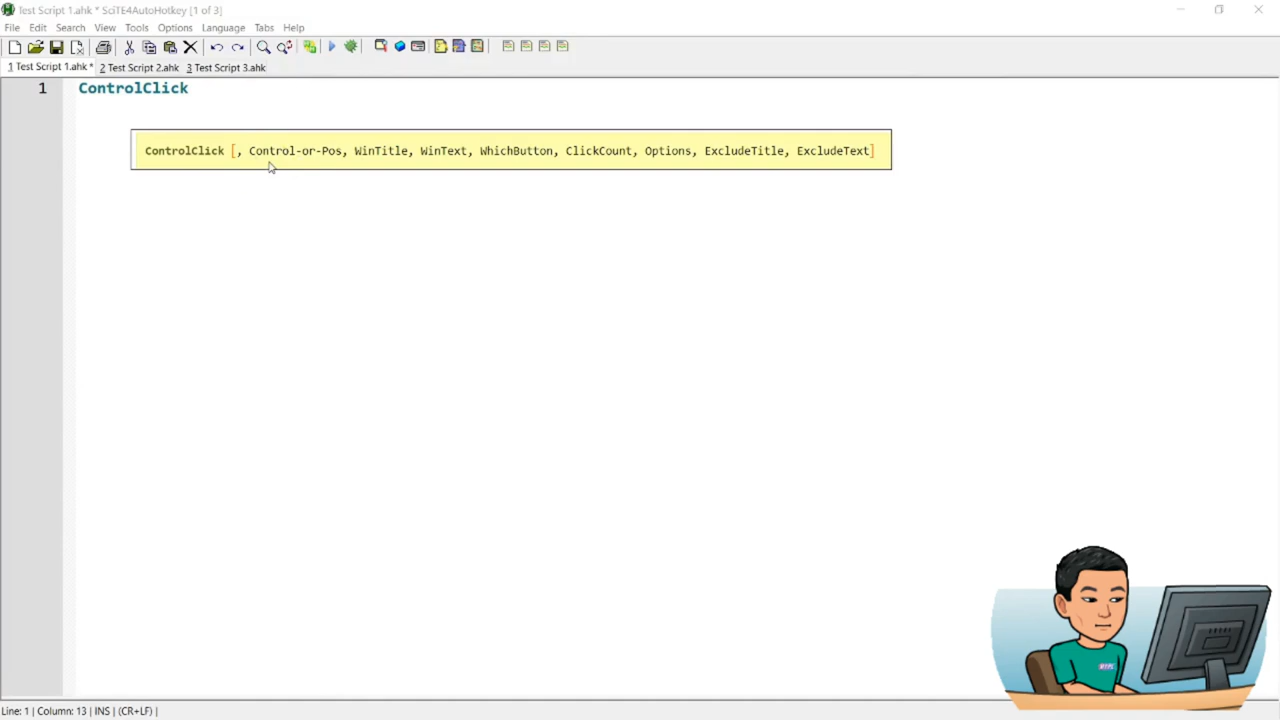 Test Script 1.ahk * SciTE4AutoHotkey [1 of 3]
File Edit Search View Tools Options Language Tabs Help
1 Test Script 1.ahk * 2 Test Script 2.ahk 3 Test Script 3.ahk
1 ControlClick
ControlClick [, Control-or-Pos, WinTitle, WinText, WhichButton, ClickCount, Options, ExcludeTitle, ExcludeText]
Line: 1 | Column: 13 | INS | (CR+LF) |